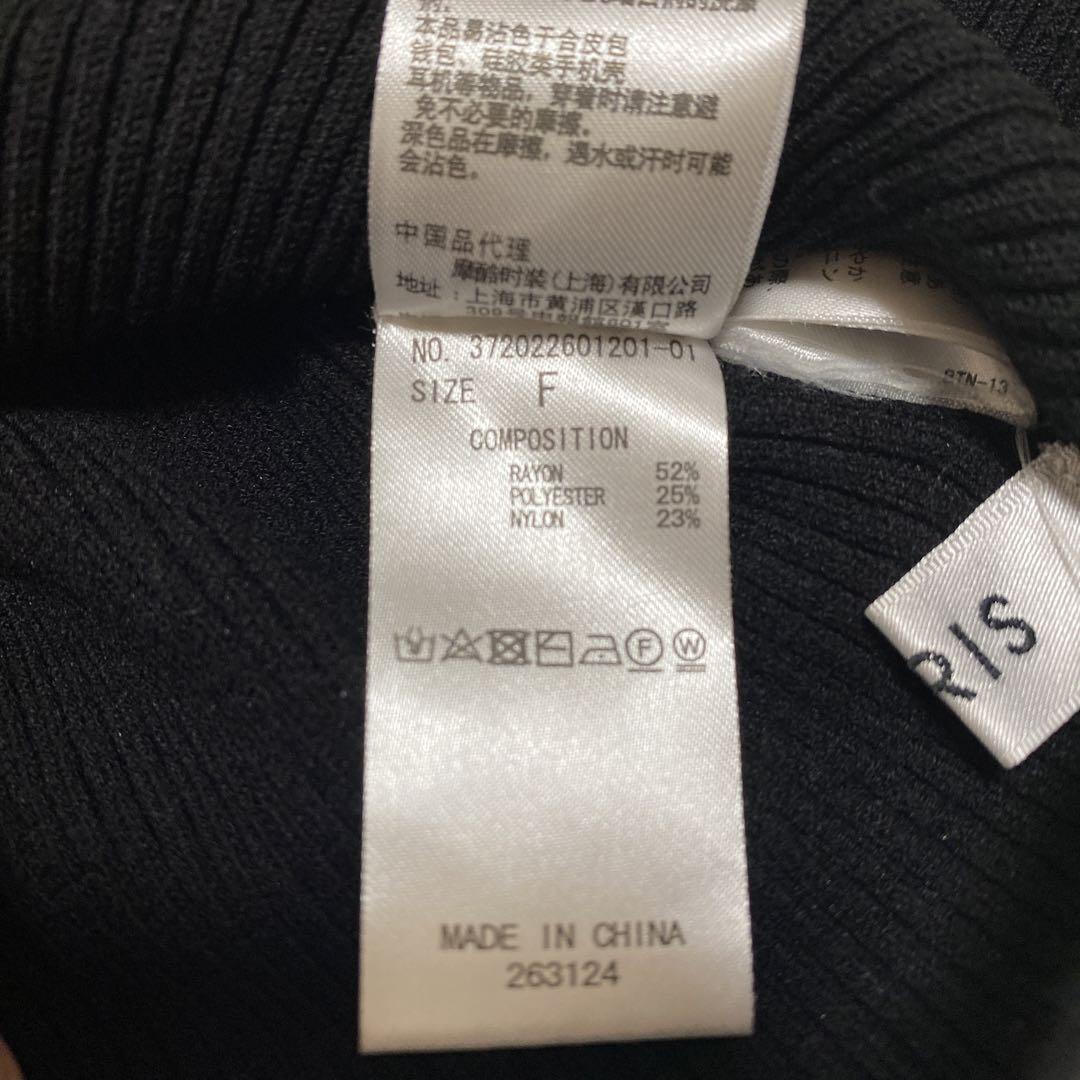 本品易沾色于合皮包
钱包、硅胶类手机壳
耳机等物品，穿着时请注意避
免不必要的摩擦。
深色品在摩擦，遇水或汗时可能
会沾色。
中国品代理
摩酷时装(上海)有限公司
地址:上海市黄浦区漢口路
NO. 372022601201-01
SIZE F
COMPOSITION
RAYON 52%
POLYESTER 25%
NYLON 23%
F W
MADE IN CHINA
263124
BTN-13
RIS